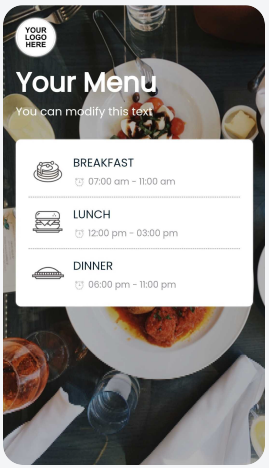 YOUR
LOGO
HERE
Your Menu
You can modify this text
BREAKFAST
07:00 am - 11:00 am
LUNCH
12:00 pm - 03:00 pm
DINNER
06:00 pm - 11:00 pm